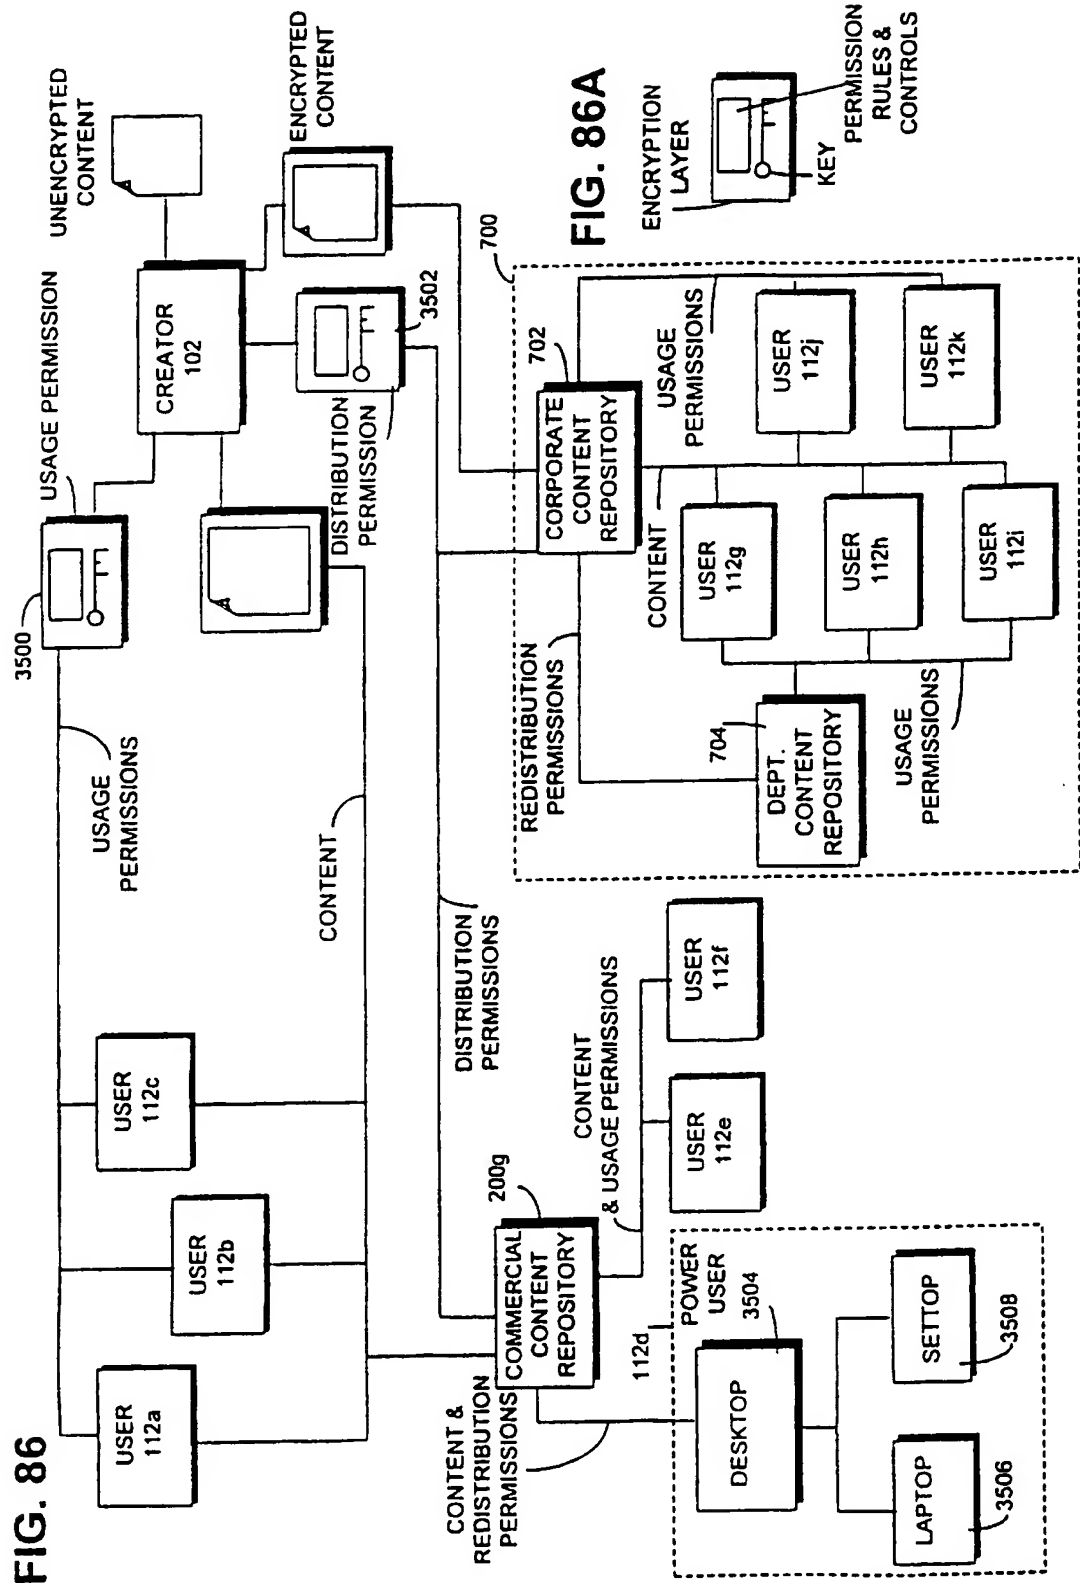 FIG. 86
3500
USAGE PERMISSION
UNENCRYPTED
CONTENT
CREATOR
102
ENCRYPTED
CONTENT
USAGE
PERMISSIONS
USER
112a
USER
112b
USER
112c
CONTENT
DISTRIBUTION
PERMISSION
3502
DISTRIBUTION
PERMISSIONS
COMMERCIAL
CONTENT
REPOSITORY
200g
CONTENT &
REDISTRIBUTION
PERMISSIONS
CONTENT
& USAGE PERMISSIONS
USER
112e
USER
112f
112d
POWER
USER
3504
DESKTOP
LAPTOP
3506
SETTOP
3508
700
702
CORPORATE
CONTENT
REPOSITORY
REDISTRIBUTION
PERMISSIONS
704
DEPT.
CONTENT
REPOSITORY
CONTENT
USAGE
PERMISSIONS
USER
112g
USER
112h
USER
112i
USER
112j
USER
112k
USAGE
PERMISSIONS
FIG. 86A
ENCRYPTION
LAYER
KEY
PERMISSION
RULES &
CONTROLS